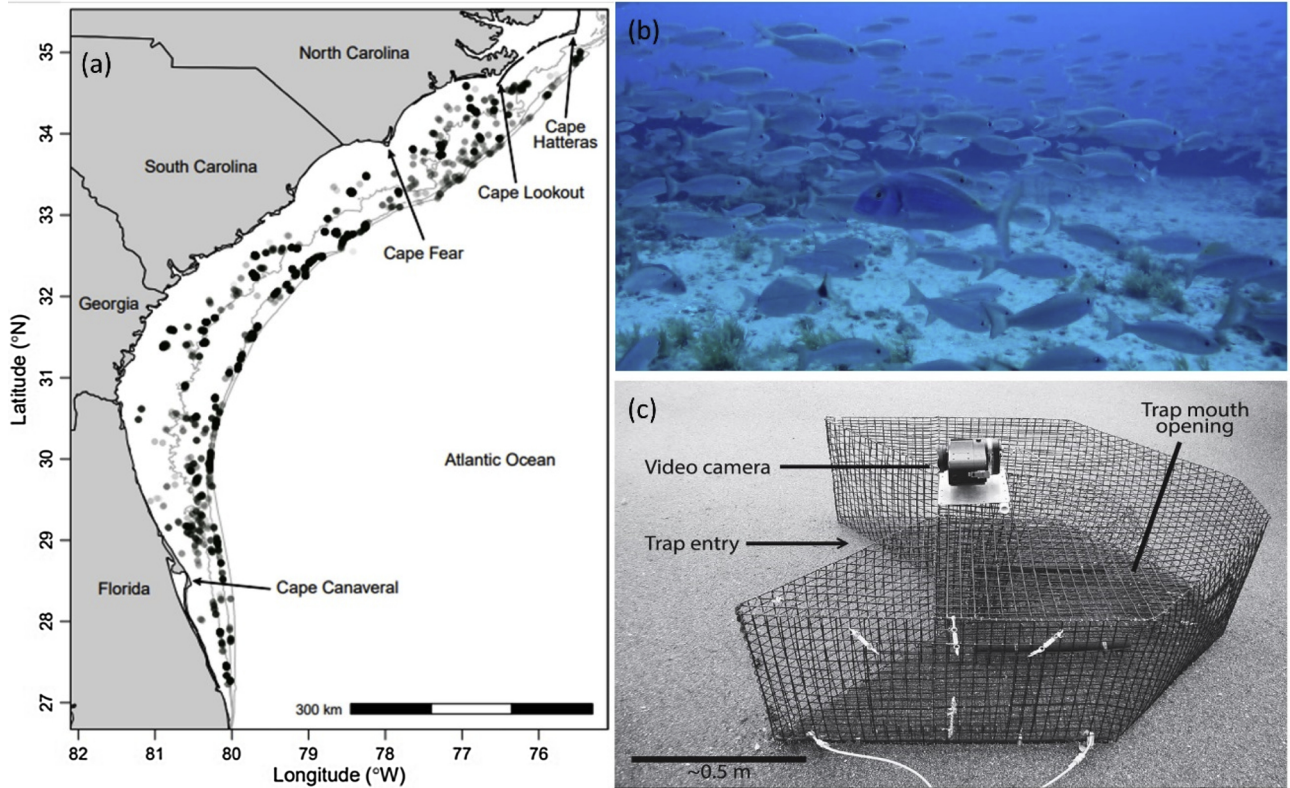 (a)
North Carolina
South Carolina
Georgia
Florida
Cape
Hatteras
Cape Lookout
Cape Fear
Atlantic Ocean
Cape Canaveral
300 km
35
34
33
32
31
30
29
28
27
Latitude (°N)
82 81 80 79 78 77 76
Longitude (°W)
(b)
(c)
Trap mouth
opening
Video camera
Trap entry
~0.5 m